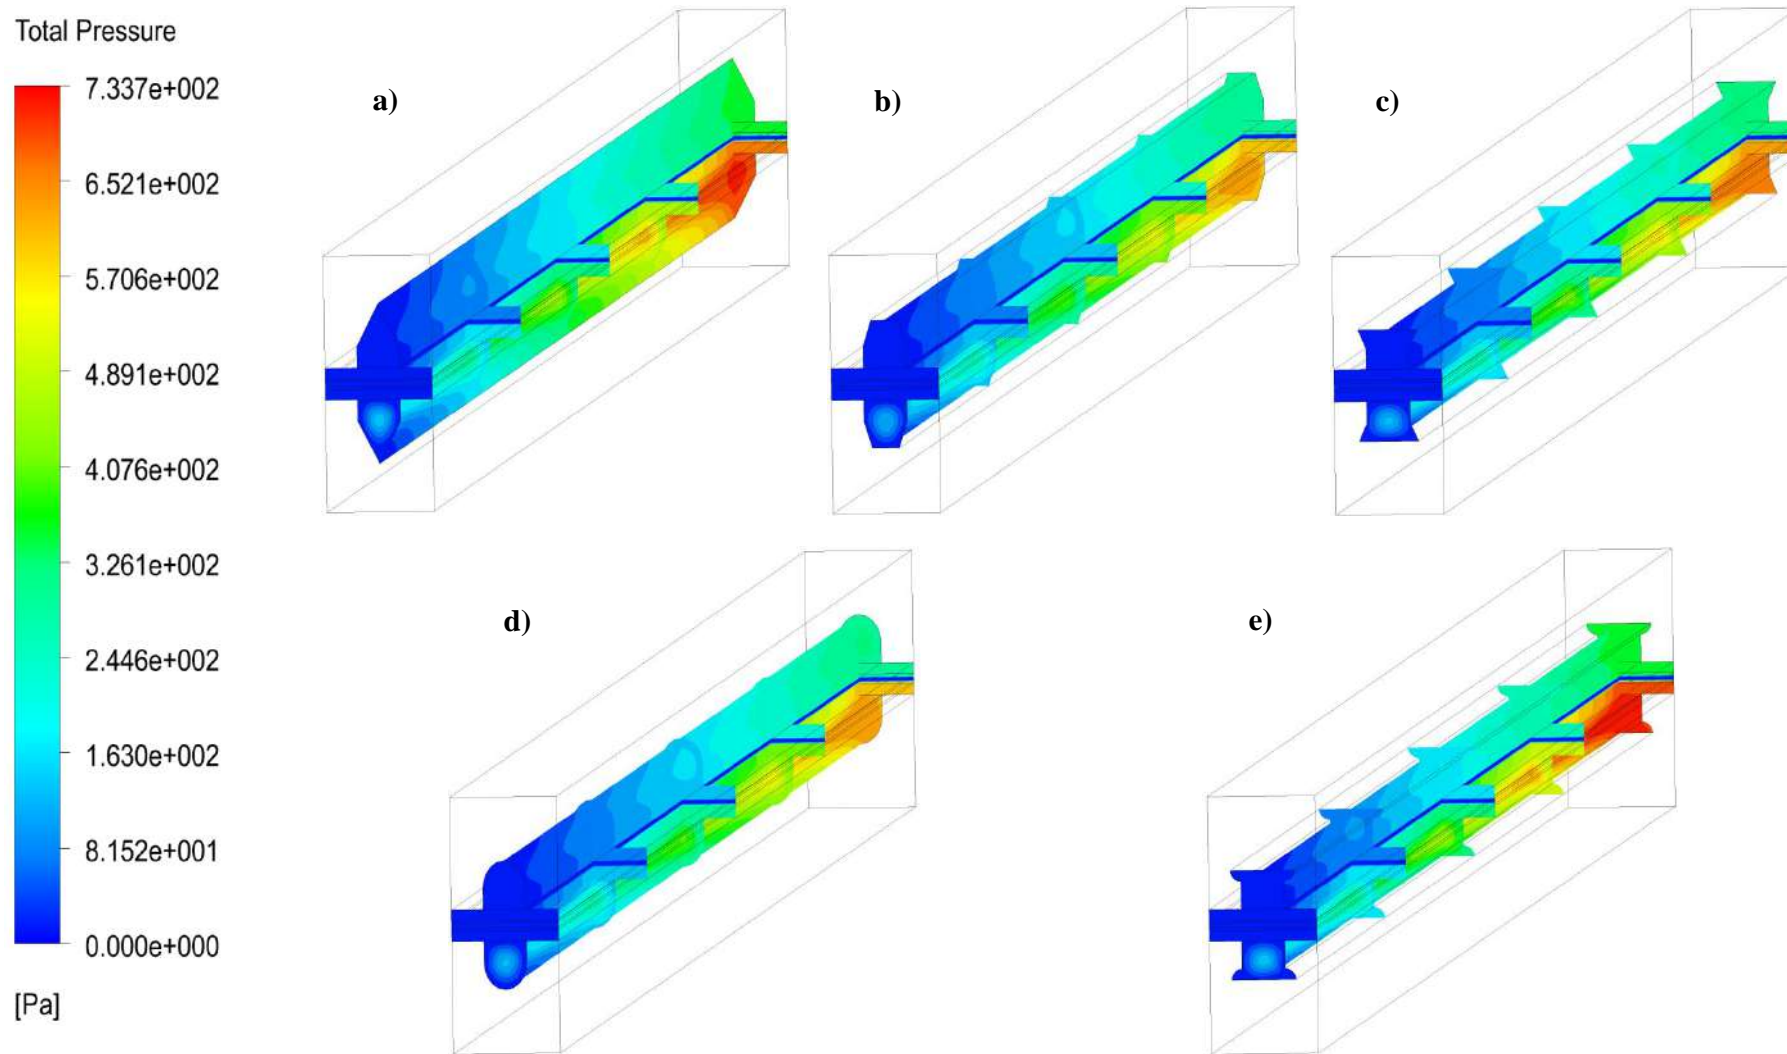 Total Pressure
7.337e+002
6.521e+002
5.706e+002
4.891e+002
4.076e+002
3.261e+002
2.446e+002
1.630e+002
8.152e+001
0.000e+000
[Pa]
a)
b)
c)
d)
e)